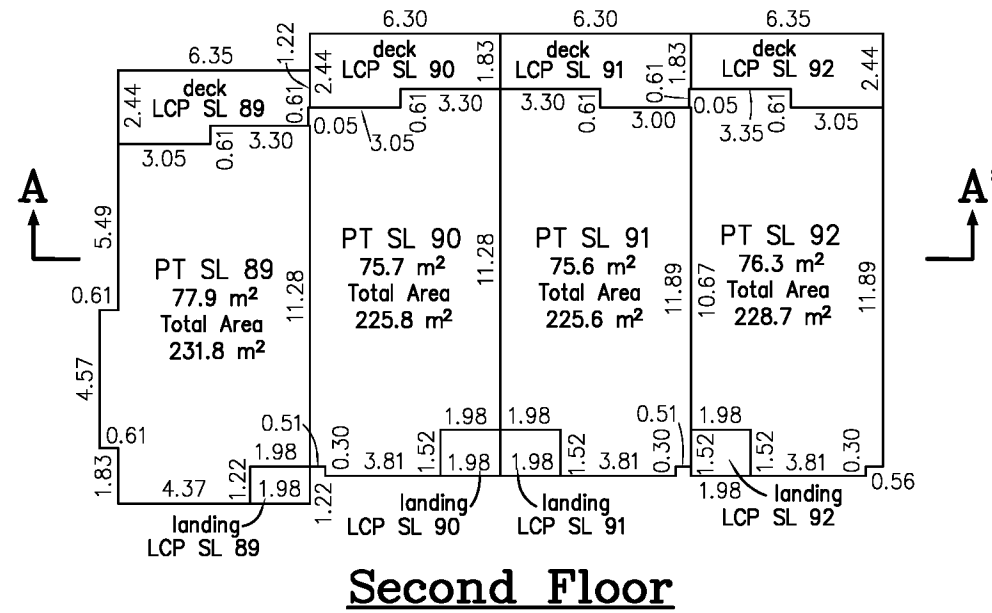 6.30
6.30
6.35
6.35
1.22
2.44
deck
LCP SL 90
1.83
deck
LCP SL 91
0.61
1.83
deck
LCP SL 92
2.44
2.44
deck
LCP SL 89
0.61
3.30
0.61
3.30
0.61
3.00
0.05
3.35
0.61
3.05
3.05
0.61
3.30
0.05
3.05
A
A'
5.49
PT SL 89
77.9 m²
Total Area
231.8 m²
11.28
PT SL 90
75.7 m²
Total Area
225.8 m²
11.28
PT SL 91
75.6 m²
Total Area
225.6 m²
11.89
10.67
PT SL 92
76.3 m²
Total Area
228.7 m²
11.89
0.61
4.57
0.61
1.83
4.37
1.22
1.98
1.98
0.51
1.22
0.30
3.81
1.52
1.98
1.98
1.98
1.98
1.52
3.81
0.51
0.30
1.98
1.52
1.52
1.98
3.81
0.30
0.56
landing
LCP SL 89
landing
LCP SL 90
landing
LCP SL 91
landing
LCP SL 92
Second Floor